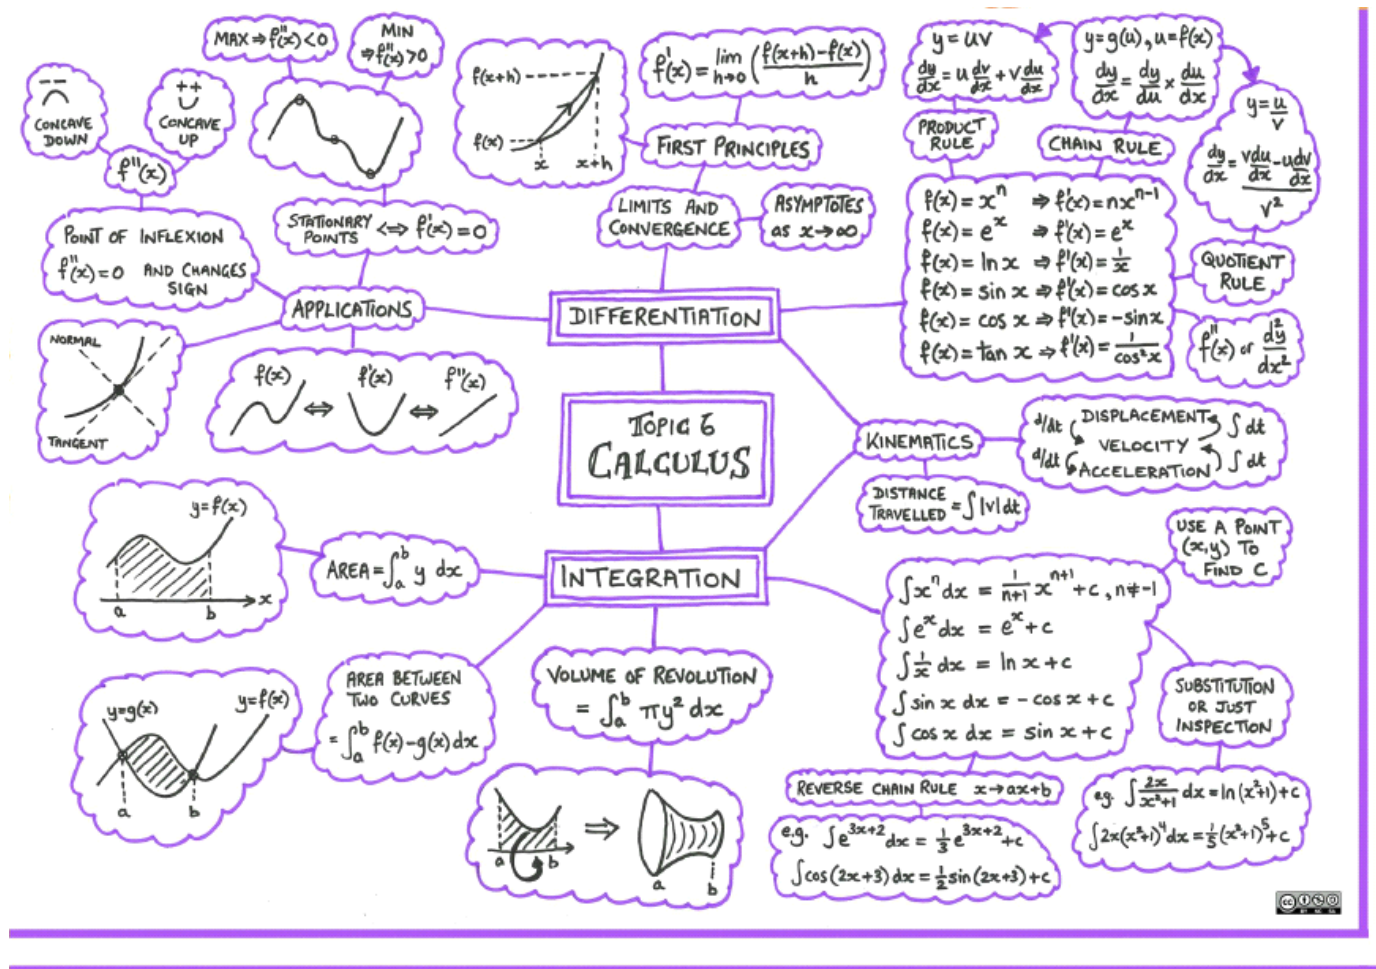 MAX ⇒ f''(x) < 0
MIN
⇒ f''(x) > 0
--
CONCAVE
DOWN
++
CONCAVE
UP
f''(x)
POINT OF INFLEXION
f''(x) = 0 AND CHANGES
SIGN
STATIONARY
POINTS ⇔ f'(x) = 0
APPLICATIONS
NORMAL
TANGENT
f(x) ⇔ f'(x) ⇔ f''(x)
f(x+h)
f(x)
x x+h
f'(x) = lim h→0 ( (f(x+h) - f(x)) / h )
FIRST PRINCIPLES
LIMITS AND
CONVERGENCE
ASYMPTOTES
as x → ∞
DIFFERENTIATION
y = uv
dy/dx = u dv/dx + v du/dx
PRODUCT
RULE
y = g(u), u = f(x)
dy/dx = dy/du × du/dx
CHAIN RULE
y = u/v
dy/dx = (v du/dx - u dv/dx) / v²
QUOTIENT
RULE
f(x) = xⁿ ⇒ f'(x) = nxⁿ⁻¹
f(x) = eˣ ⇒ f'(x) = eˣ
f(x) = ln x ⇒ f'(x) = 1/x
f(x) = sin x ⇒ f'(x) = cos x
f(x) = cos x ⇒ f'(x) = -sin x
f(x) = tan x ⇒ f'(x) = 1/cos²x
f''(x) or d²y/dx²
TOPIC 6
CALCULUS
KINEMATICS
d/dt DISPLACEMENT ∫ dt
VELOCITY
d/dt ACCELERATION ∫ dt
DISTANCE
TRAVELLED = ∫ |v| dt
INTEGRATION
y = f(x)
a b x
AREA = ∫ₐᵇ y dx
y=g(x) y=f(x)
a b
AREA BETWEEN
TWO CURVES
= ∫ₐᵇ f(x) - g(x) dx
VOLUME OF REVOLUTION
= ∫ₐᵇ πy² dx
a b ⇒ a b
∫ xⁿ dx = 1/(n+1) xⁿ⁺¹ + c, n ≠ -1
∫ eˣ dx = eˣ + c
∫ 1/x dx = ln x + c
∫ sin x dx = - cos x + c
∫ cos x dx = sin x + c
USE A POINT
(x,y) TO
FIND C
SUBSTITUTION
OR JUST
INSPECTION
e.g. ∫ 2x/(x²+1) dx = ln(x²+1) + c
∫ 2x(x²+1)⁴ dx = 1/5 (x²+1)⁵ + c
REVERSE CHAIN RULE x → ax+b
e.g. ∫ e³ˣ⁺² dx = 1/3 e³ˣ⁺² + c
∫ cos(2x+3) dx = 1/2 sin(2x+3) + c
cc